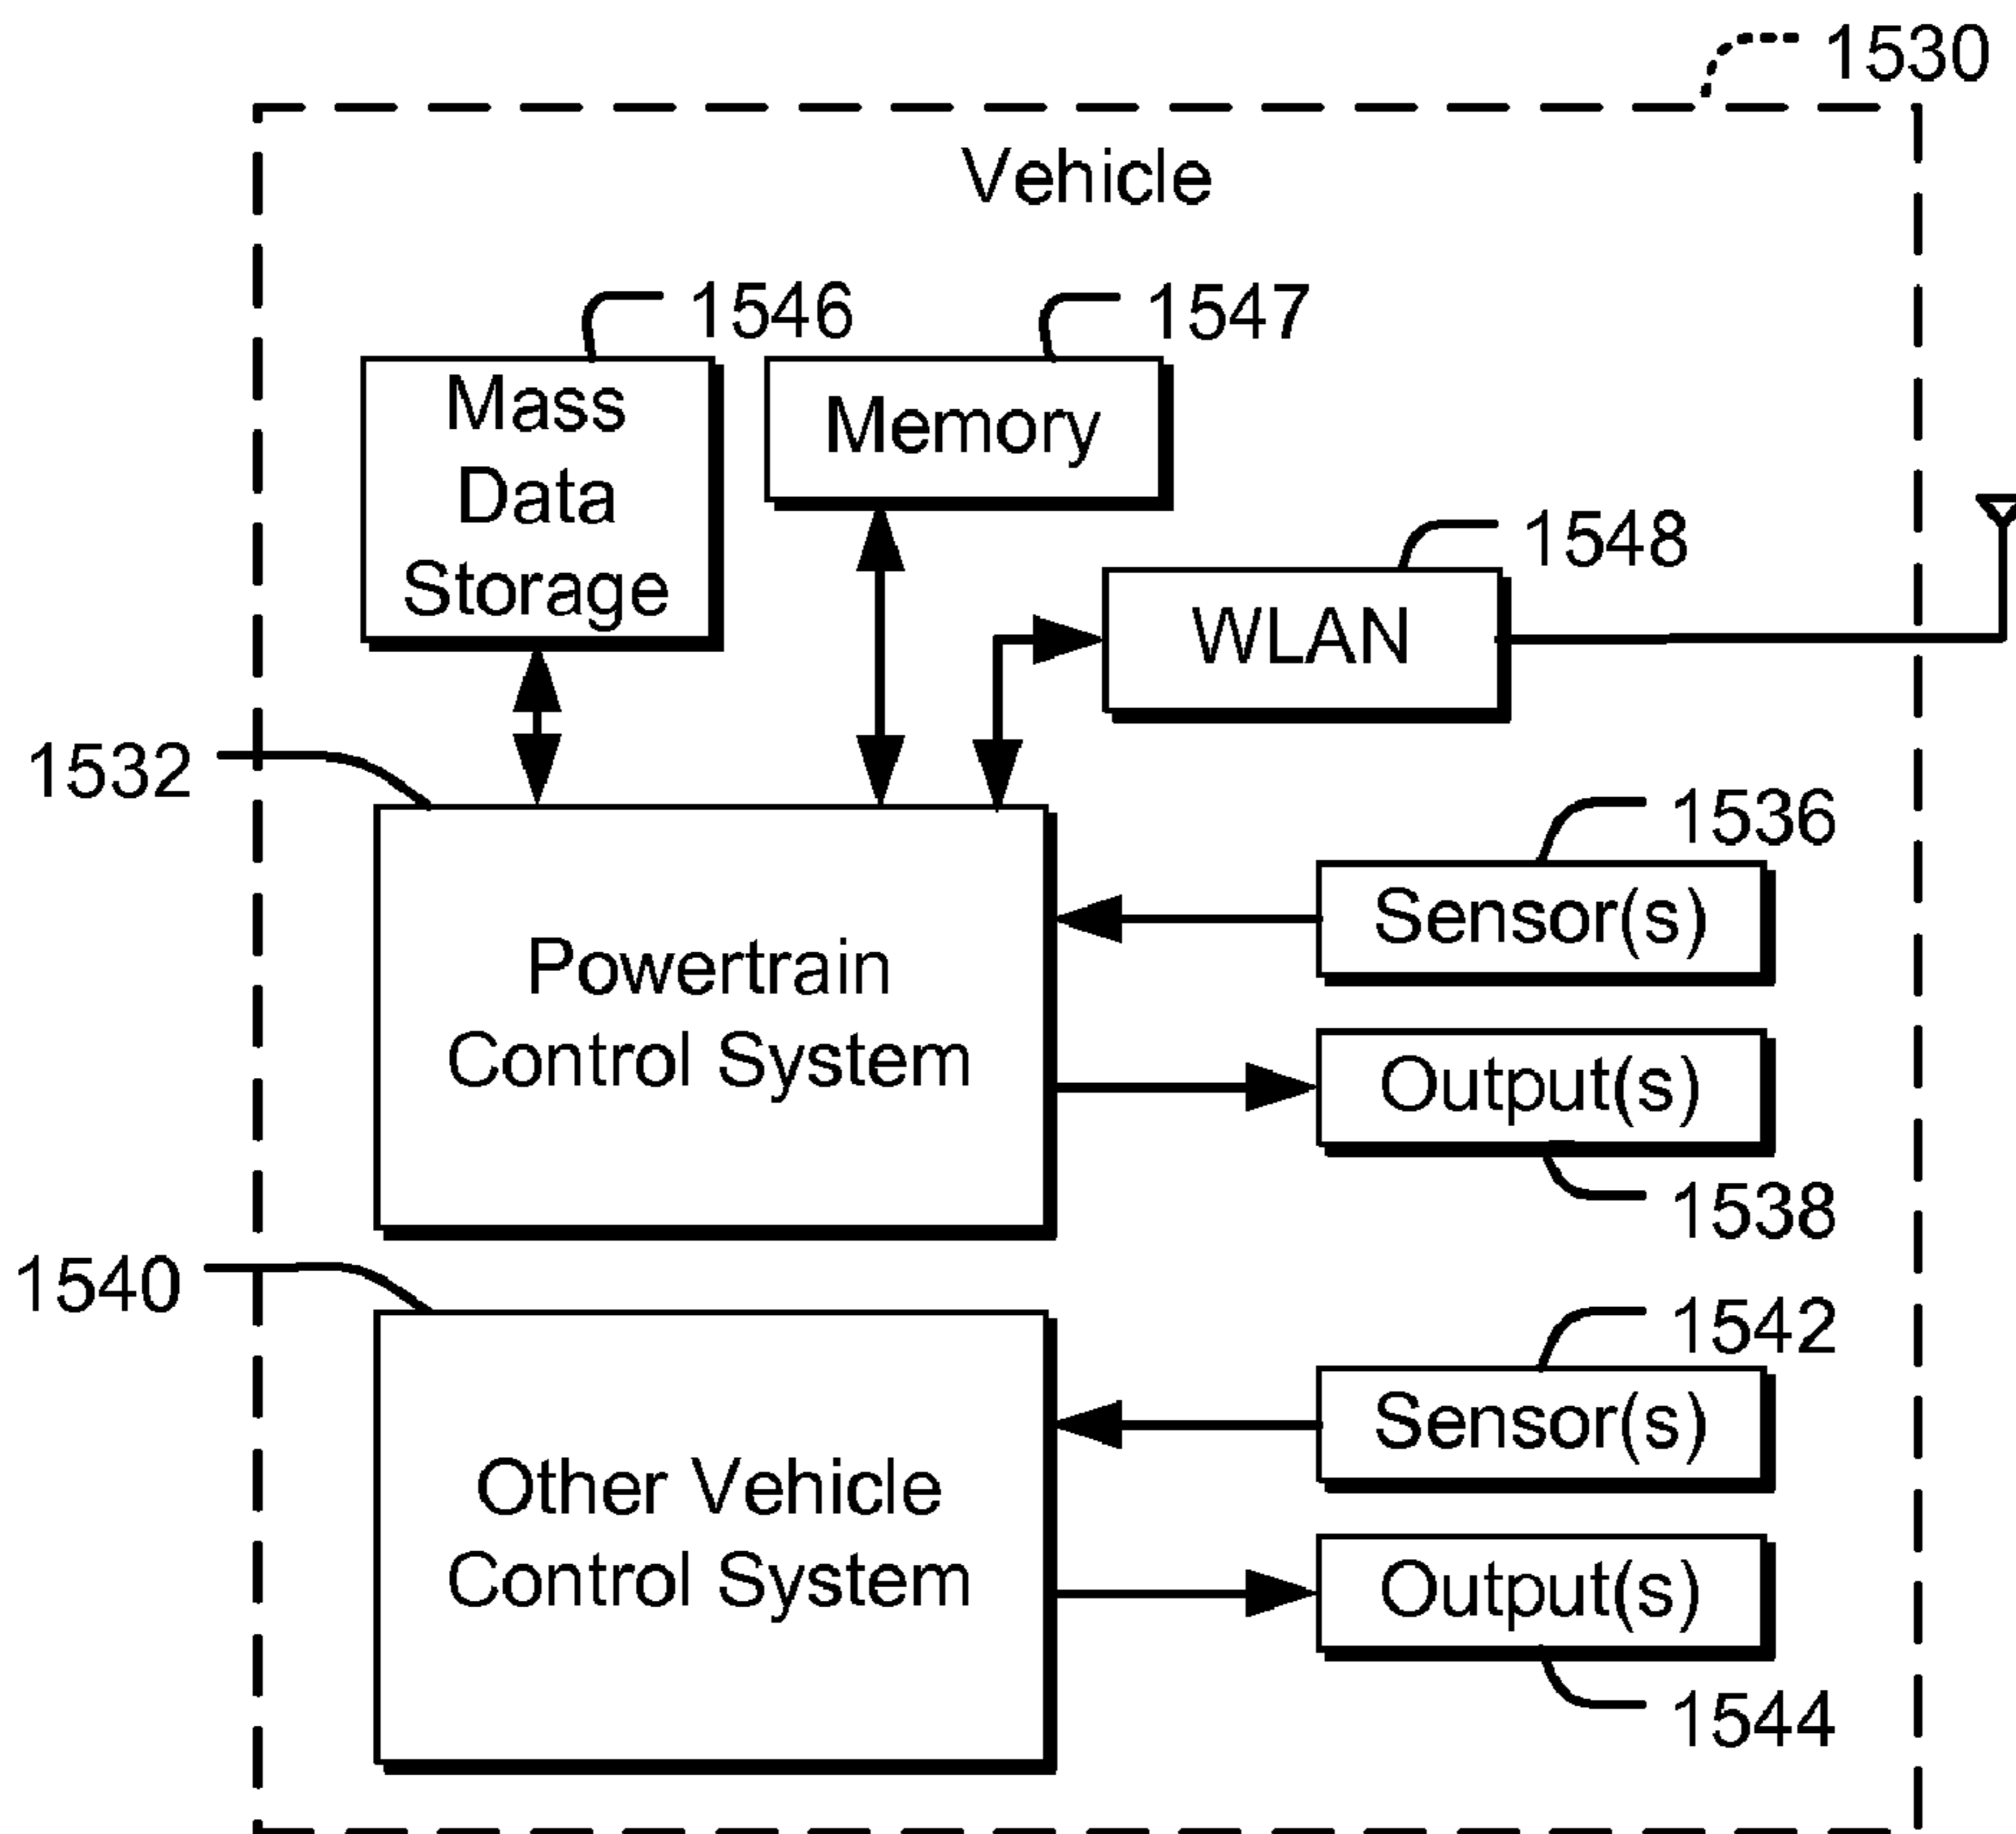 1530
Vehicle
1546
1547
Mass
Data
Storage
Memory
1548
WLAN
1532
1536
Sensor(s)
Powertrain
Control System
Output(s)
1538
1540
1542
Sensor(s)
Other Vehicle
Control System
Output(s)
1544